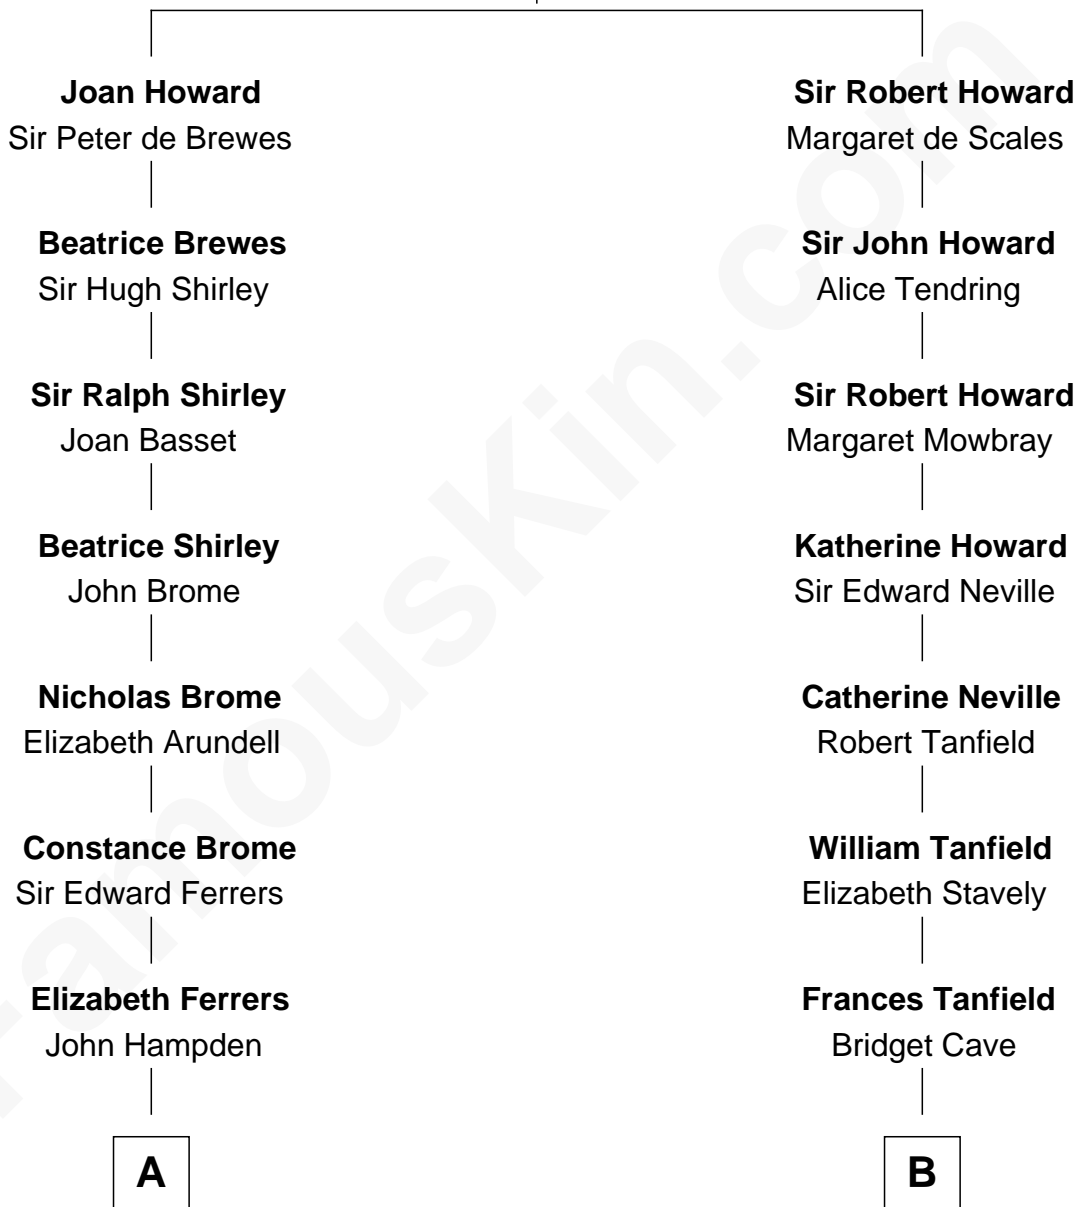 Joan Howard
Sir Peter de Brewes
Beatrice Brewes
Sir Hugh Shirley
Sir Ralph Shirley
Joan Basset
Beatrice Shirley
John Brome
Nicholas Brome
Elizabeth Arundell
Constance Brome
Sir Edward Ferrers
Elizabeth Ferrers
John Hampden
A
Sir Robert Howard
Margaret de Scales
Sir John Howard
Alice Tendring
Sir Robert Howard
Margaret Mowbray
Katherine Howard
Sir Edward Neville
Catherine Neville
Robert Tanfield
William Tanfield
Elizabeth Stavely
Frances Tanfield
Bridget Cave
B
FamousKin.com